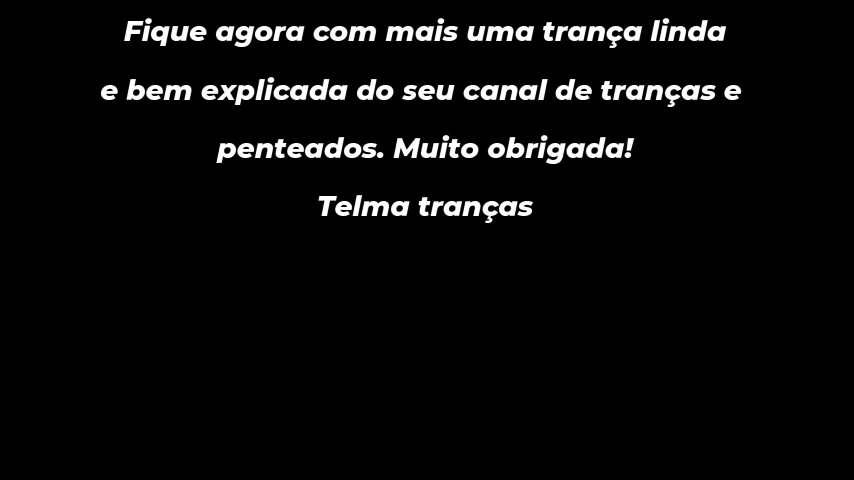 Fique agora com mais uma trança linda
e bem explicada do seu canal de tranças e
penteados. Muito obrigada!
Telma tranças